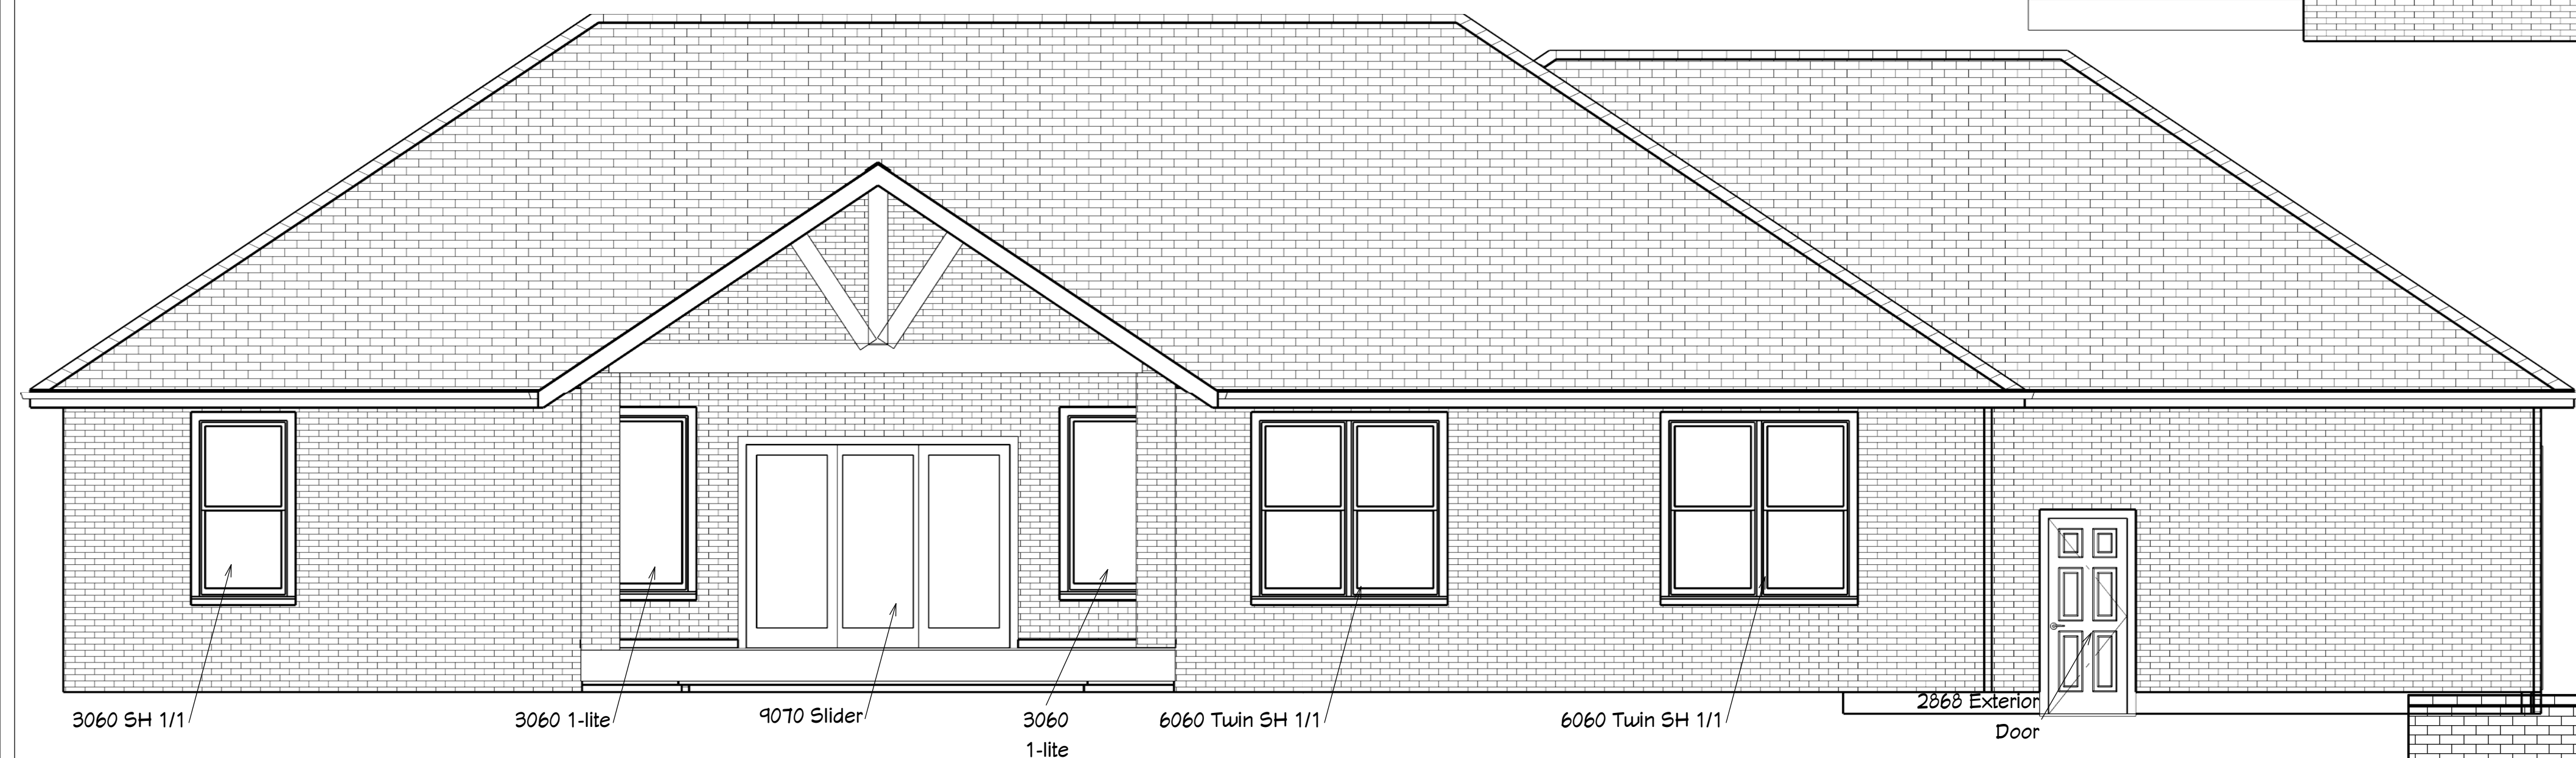 3060 SH 1/1
3060 1-lite
9070 Slider
3060
1-lite
6060 Twin SH 1/1
6060 Twin SH 1/1
2868 Exterior
Door